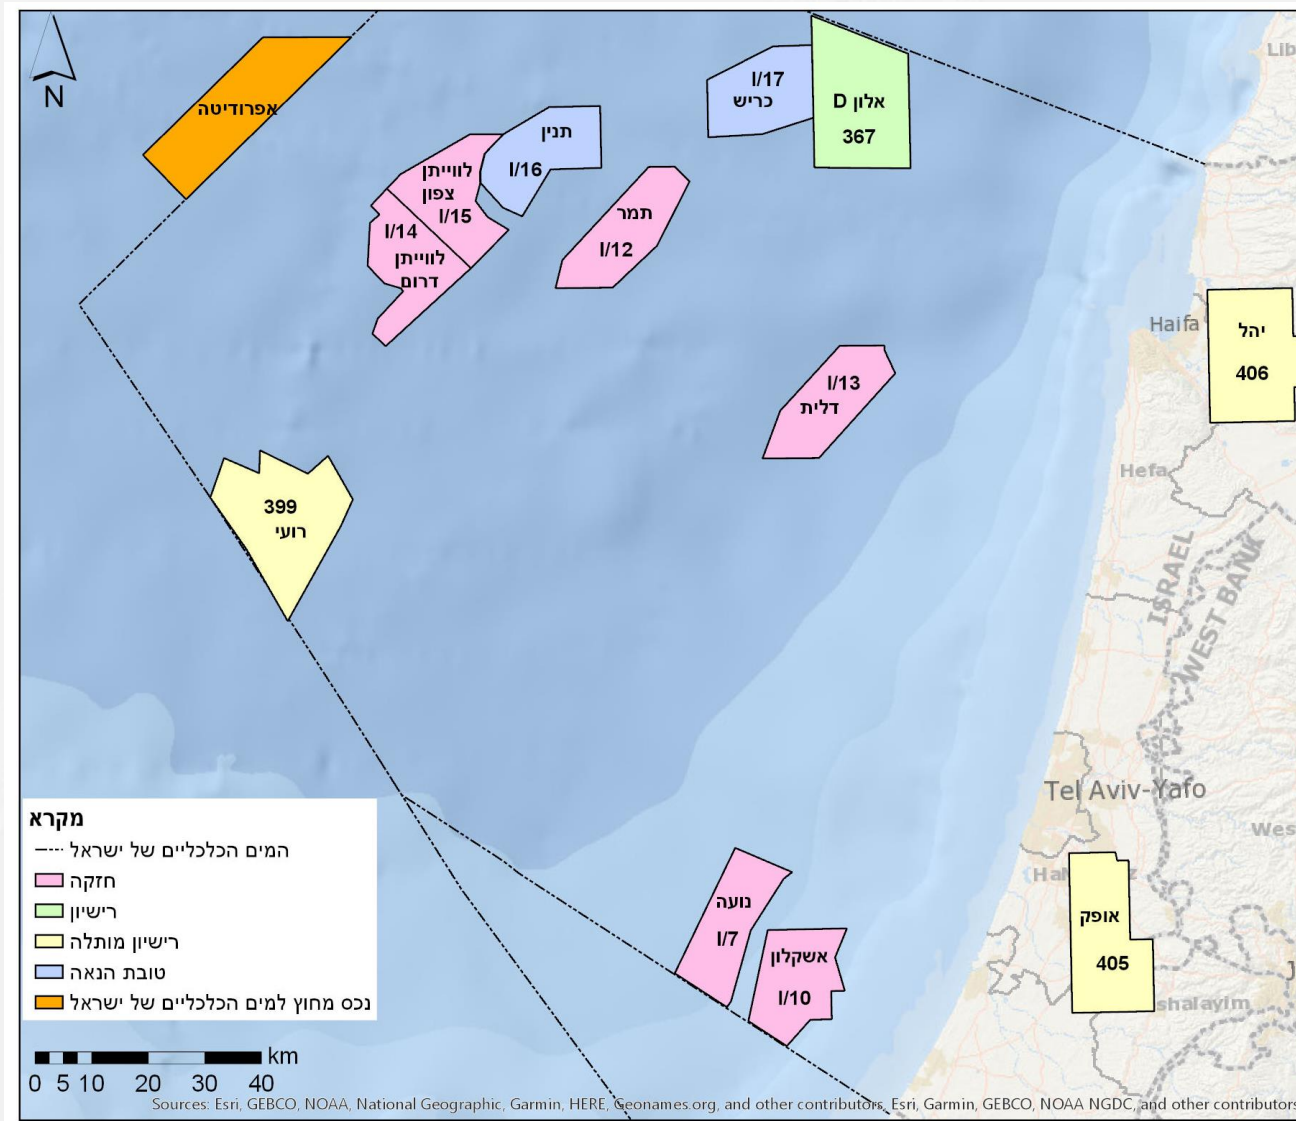 N
אפרודיטה
I/17
כריש
אלון D
367
Lib
תנין
I/16
לווייתן
צפון
I/15
I/14
לווייתן
דרום
תמר
I/12
Haifa
יהל
406
I/13
דלית
Hefa
399
רועי
ISRAEL
WEST BANK
Tel Aviv-Yafo
Wes
נועה
I/7
אשקלון
I/10
אופק
405
shalayim
מקרא
המים הכלכליים של ישראל
חזקה
רישיון
רישיון מותלה
טובת הנאה
נכס מחוץ למים הכלכליים של ישראל
km
0 5 10 20 30 40
Sources: Esri, GEBCO, NOAA, National Geographic, Garmin, HERE, Geonames.org, and other contributors, Esri, Garmin, GEBCO, NOAA NGDC, and other contributors